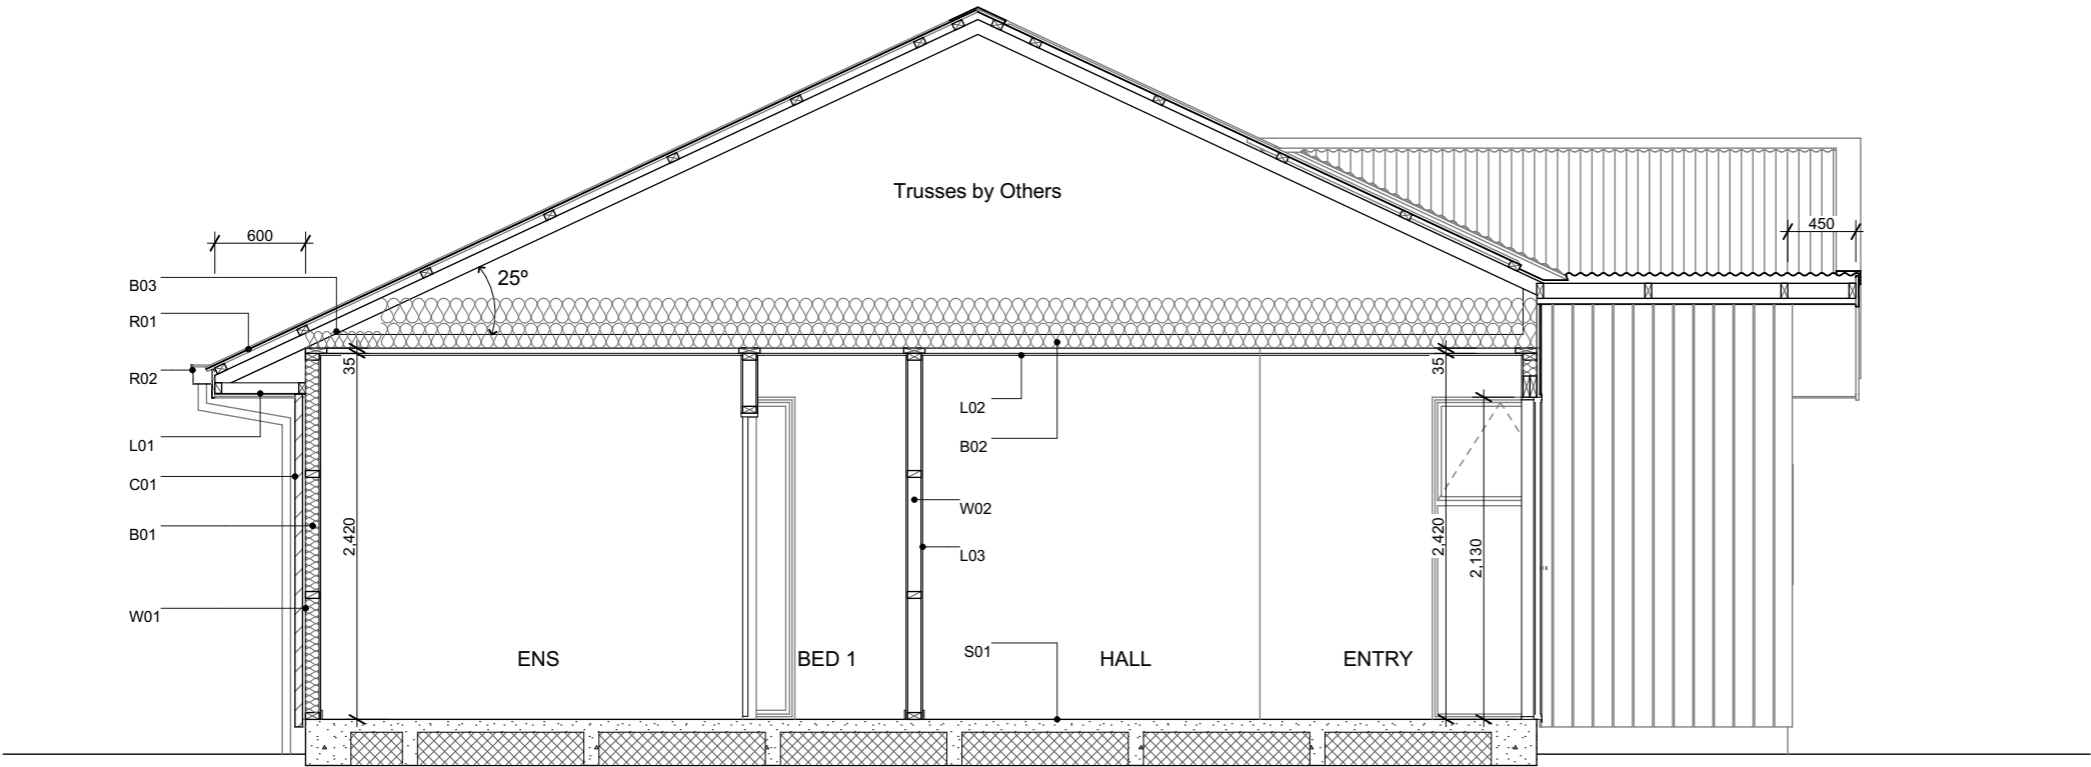 Trusses by Others
600
450
25º
B03
R01
R02
L01
C01
B01
W01
35
2,420
L02
B02
W02
L03
S01
35
2,420
2,130
ENS
BED 1
HALL
ENTRY